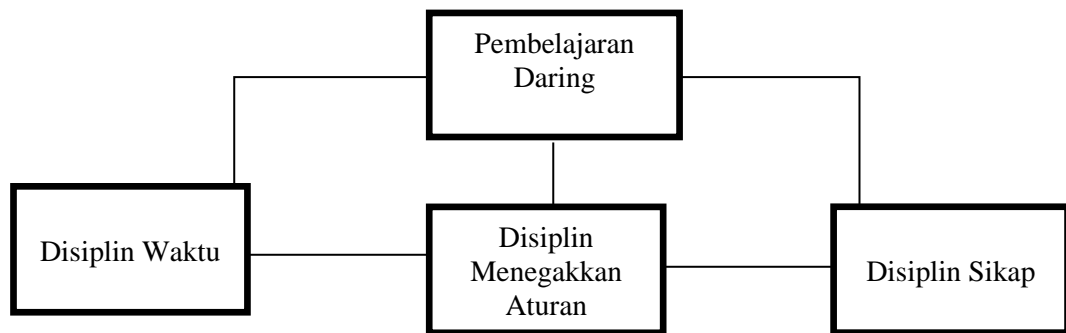 Pembelajaran
Daring
Disiplin Waktu
Disiplin
Menegakkan
Aturan
Disiplin Sikap